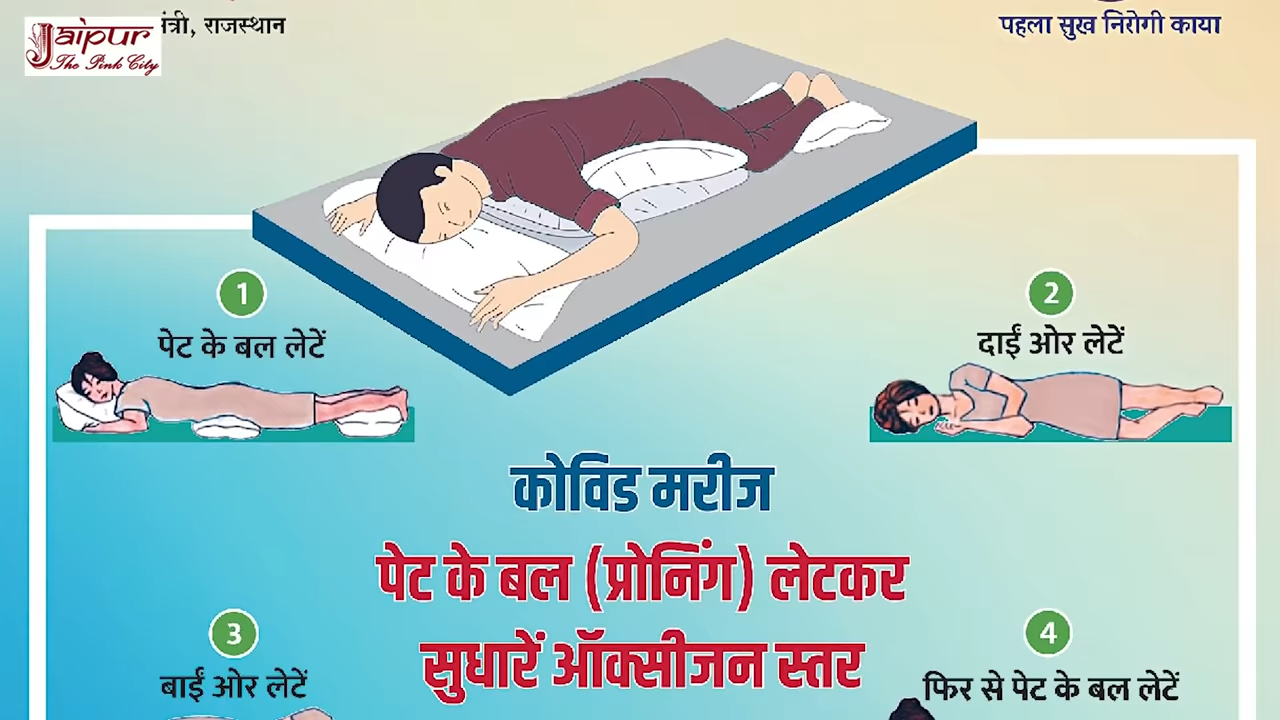 Jaipur
The Pink City
राजस्थान
पहला सुख निरोगी काया
1
पेट के बल लेटें
2
दाईं ओर लेटें
कोविड मरीज
पेट के बल (प्रोनिंग) लेटकर
सुधारें ऑक्सीजन स्तर
3
बाईं ओर लेटें
4
फिर से पेट के बल लेटें